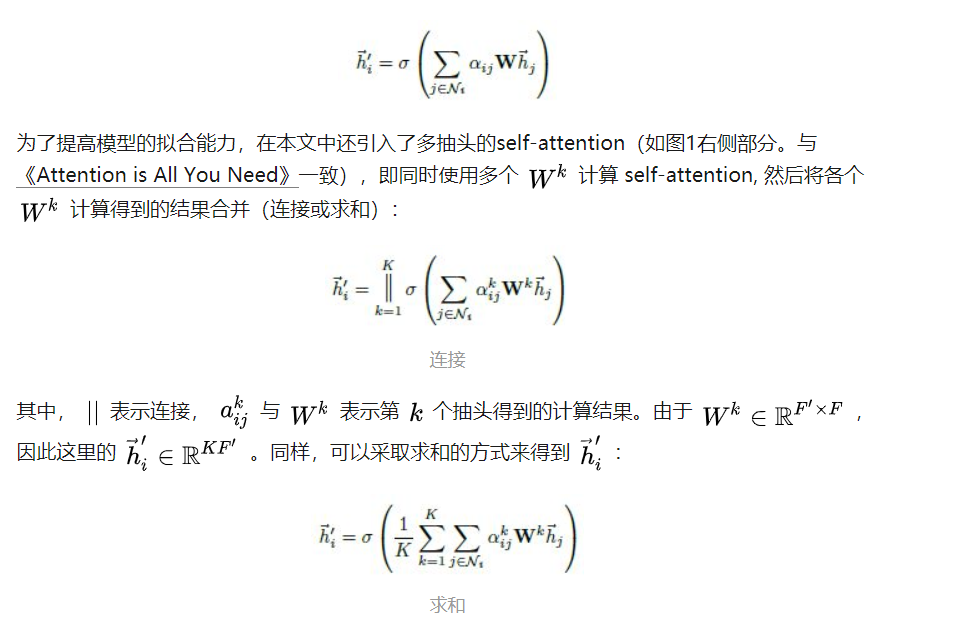 $\vec{h}_i' = \sigma\left(\sum_{j\in\mathcal{N}_i} \alpha_{ij}\mathbf{W}\vec{h}_j\right)$
为了提高模型的拟合能力，在本文中还引入了多抽头的self-attention（如图1右侧部分。与
《Attention is All You Need》一致），即同时使用多个 $W^k$ 计算 self-attention, 然后将各个
$W^k$ 计算得到的结果合并（连接或求和）：
$\vec{h}_i' = \big\Vert_{k=1}^{K} \sigma\left(\sum_{j\in\mathcal{N}_i} \alpha_{ij}^k\mathbf{W}^k\vec{h}_j\right)$
连接
其中， || 表示连接， $a_{ij}^k$ 与 $W^k$ 表示第 $k$ 个抽头得到的计算结果。由于 $W^k \in \mathbb{R}^{F'\times F}$ ，
因此这里的 $\vec{h}_i' \in \mathbb{R}^{KF'}$ 。同样，可以采取求和的方式来得到 $\vec{h}_i'$ ：
$\vec{h}_i' = \sigma\left(\frac{1}{K}\sum_{k=1}^{K}\sum_{j\in\mathcal{N}_i} \alpha_{ij}^k\mathbf{W}^k\vec{h}_j\right)$
求和